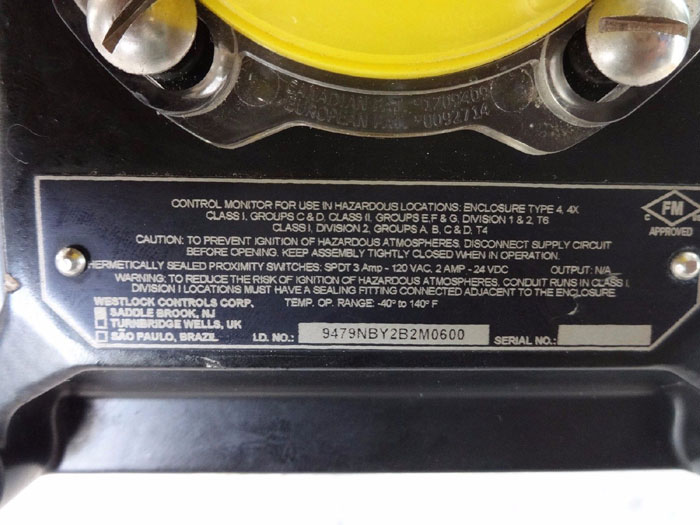 CANADIAN PAT.
EUROPEAN PAT.
CONTROL MONITOR FOR USE IN HAZARDOUS LOCATIONS: ENCLOSURE TYPE 4, 4X
CLASS I, GROUPS C & D, CLASS II, GROUPS E,F & G, DIVISION 1 & 2, T6
CLASS I, DIVISION 2, GROUPS A, B, C & D, T4
c FM
APPROVED
CAUTION: TO PREVENT IGNITION OF HAZARDOUS ATMOSPHERES, DISCONNECT SUPPLY CIRCUIT
BEFORE OPENING. KEEP ASSEMBLY TIGHTLY CLOSED WHEN IN OPERATION.
HERMETICALLY SEALED PROXIMITY SWITCHES: SPDT 3 Amp - 120 VAC, 2 AMP - 24 VDC OUTPUT: N/A
WARNING: TO REDUCE THE RISK OF IGNITION OF HAZARDOUS ATMOSPHERES, CONDUIT RUNS IN CLASS I,
DIVISION I LOCATIONS MUST HAVE A SEALING FITTING CONNECTED ADJACENT TO THE ENCLOSURE.
WESTLOCK CONTROLS CORP. TEMP. OP. RANGE: -40° to 140° F
SADDLE BROOK, NJ
TURNBRIDGE WELLS, UK
SAO PAULO, BRAZIL I.D. NO.: 9479NBY2B2M0600 SERIAL NO.: